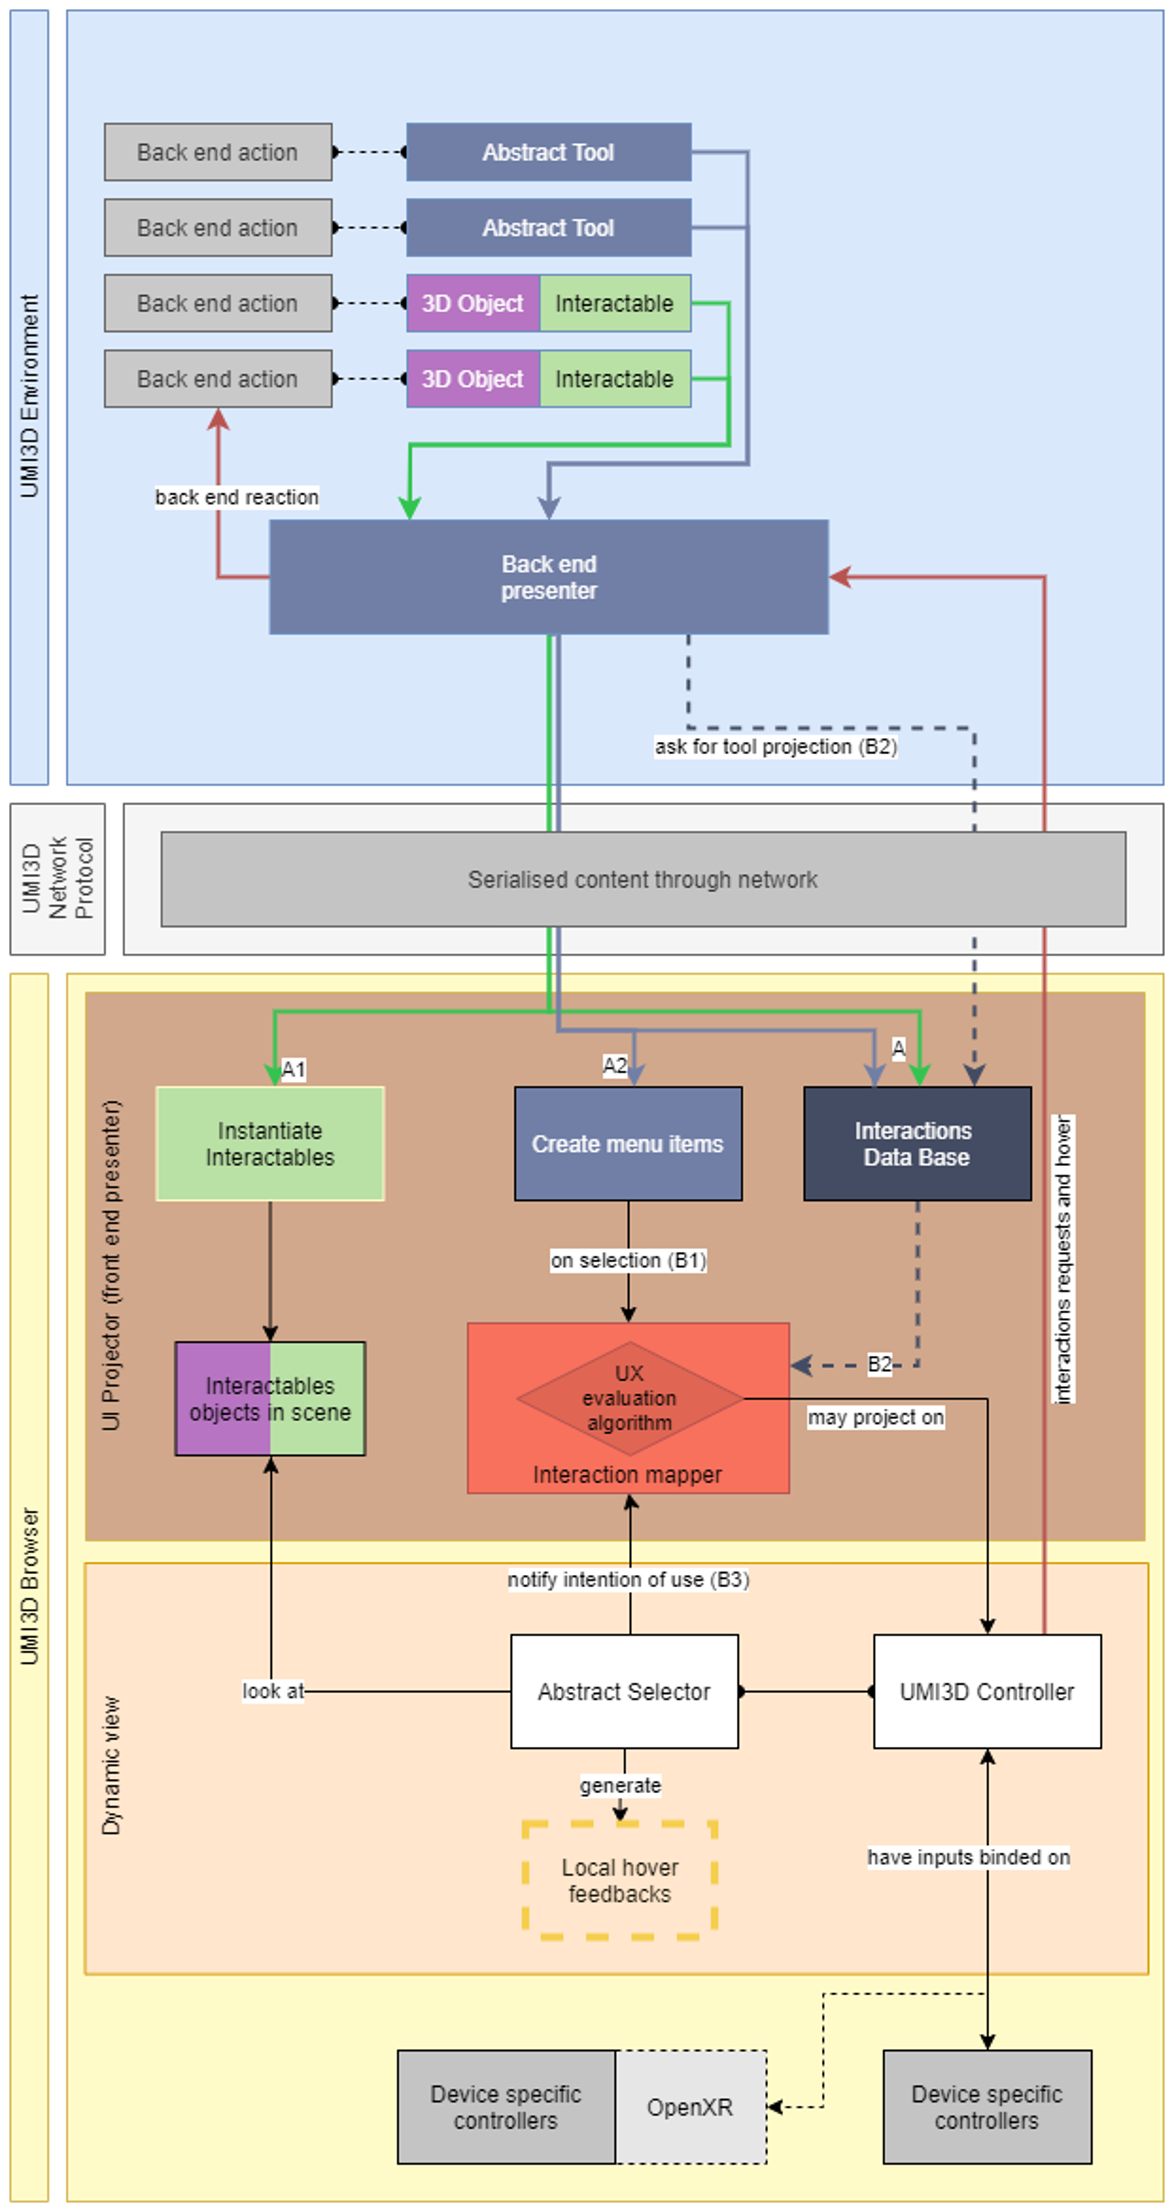 UMI3D Environment
Back end action
Abstract Tool
Back end action
Abstract Tool
Back end action
3D Object
Interactable
Back end action
3D Object
Interactable
back end reaction
Back end
presenter
ask for tool projection (B2)
UMI3D
Network
Protocol
Serialised content through network
UMI3D Browser
UI Projector (front end presenter)
A1
A2
A
Instantiate
Interactables
Create menu items
Interactions
Data Base
interactions requests and hover
on selection (B1)
Interactables
objects in scene
UX
evaluation
algorithm
Interaction mapper
B2
may project on
notify intention of use (B3)
Dynamic view
look at
Abstract Selector
UMI3D Controller
generate
Local hover
feedbacks
have inputs binded on
Device specific
controllers
OpenXR
Device specific
controllers